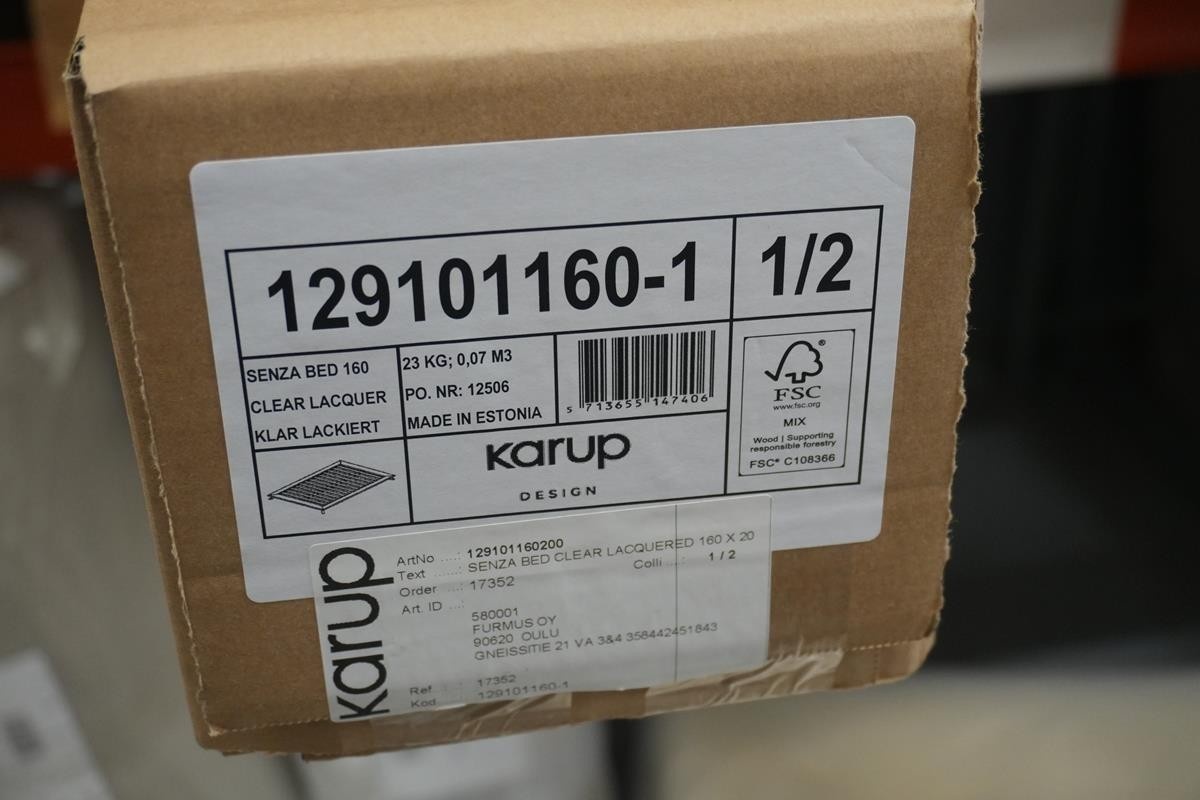 129101160-1
1/2
SENZA BED 160
CLEAR LACQUER
KLAR LACKIERT
23 KG; 0,07 M3
PO. NR: 12506
MADE IN ESTONIA
5 713655 147406
FSC®
www.fsc.org
MIX
Wood | Supporting
responsible forestry
FSC® C108366
karup
DESIGN
karup
ArtNo ....: 129101160200
Text .......: SENZA BED CLEAR LACQUERED 160 X 20
Order ....: 17352
Colli ....: 1 / 2
Art. ID ...:
580001
FURMUS OY
90620 OULU
GNEISSITIE 21 VA 3&4 358442451843
Ref. ....: 17352
Kod ....: 129101160-1